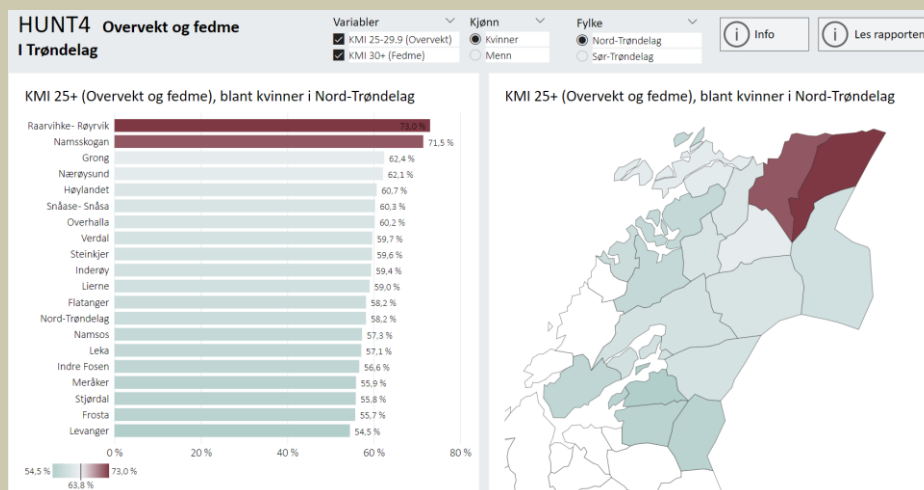 HUNT4 Overvekt og fedme
I Trøndelag
Variabler
KMI 25-29.9 (Overvekt)
KMI 30+ (Fedme)
Kjønn
Kvinner
Menn
Fylke
Nord-Trøndelag
Sør-Trøndelag
Info
Les rapporten
KMI 25+ (Overvekt og fedme), blant kvinner i Nord-Trøndelag
Raarvihke- Røyrvik 73,0 %
Namsskogan 71,5 %
Grong 62,4 %
Nærøysund 62,1 %
Høylandet 60,7 %
Snåase- Snåsa 60,3 %
Overhalla 60,2 %
Verdal 59,7 %
Steinkjer 59,6 %
Inderøy 59,4 %
Lierne 59,0 %
Flatanger 58,2 %
Nord-Trøndelag 58,2 %
Namsos 57,3 %
Leka 57,1 %
Indre Fosen 56,6 %
Meråker 55,9 %
Stjørdal 55,8 %
Frosta 55,7 %
Levanger 54,5 %
0 % 20 % 40 % 60 % 80 %
54,5 % 73,0 %
63,8 %
KMI 25+ (Overvekt og fedme), blant kvinner i Nord-Trøndelag